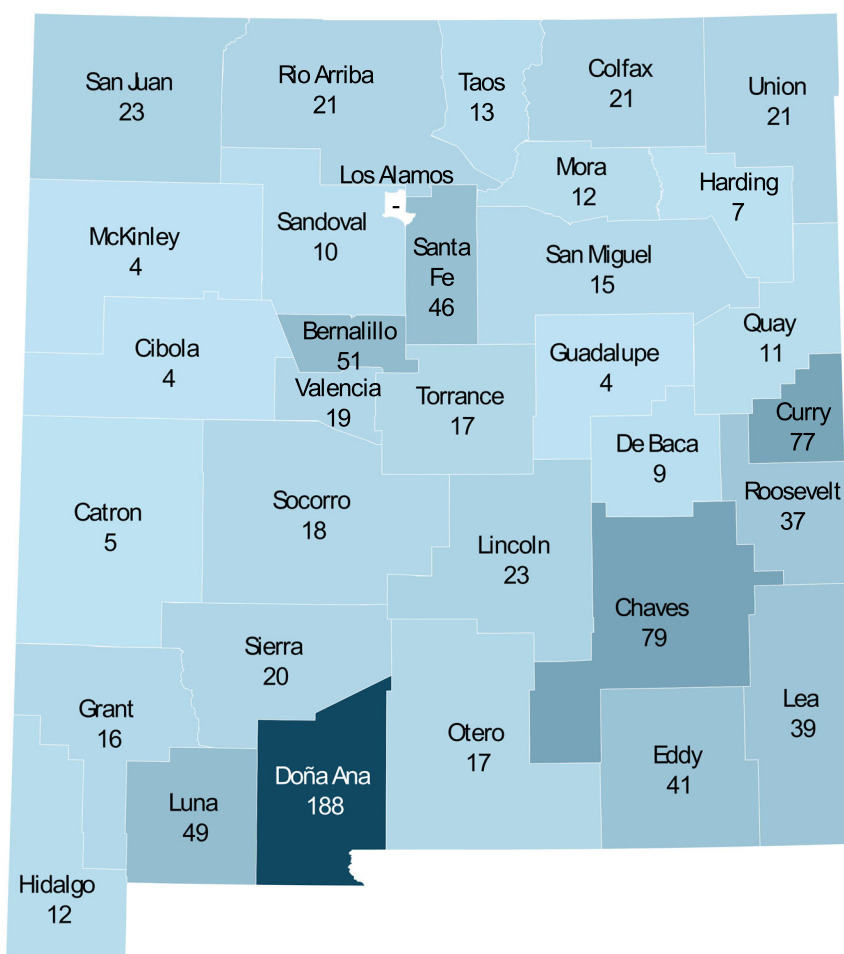 San Juan
23
Rio Arriba
21
Taos
13
Colfax
21
Union
21
Los Alamos
-
Mora
12
Harding
7
McKinley
4
Sandoval
10
Santa
Fe
46
San Miguel
15
Cibola
4
Bernalillo
51
Valencia
19
Torrance
17
Guadalupe
4
Quay
11
Curry
77
De Baca
9
Roosevelt
37
Catron
5
Socorro
18
Lincoln
23
Chaves
79
Sierra
20
Grant
16
Otero
17
Lea
39
Eddy
41
Doña Ana
188
Luna
49
Hidalgo
12